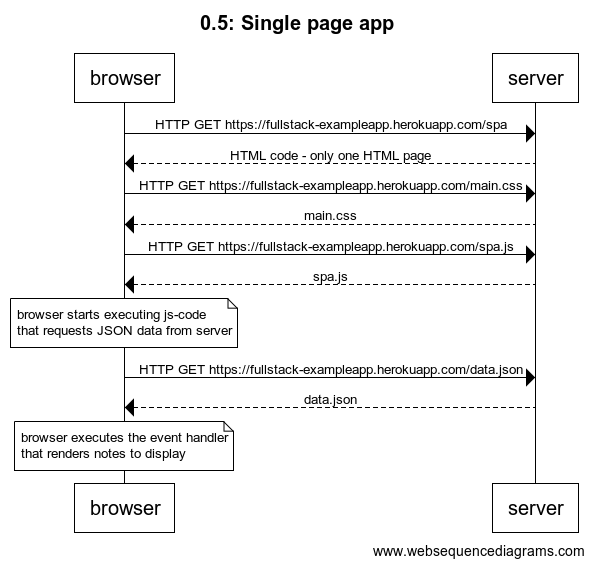 0.5: Single page app
browser
server
HTTP GET https://fullstack-exampleapp.herokuapp.com/spa
HTML code - only one HTML page
HTTP GET https://fullstack-exampleapp.herokuapp.com/main.css
main.css
HTTP GET https://fullstack-exampleapp.herokuapp.com/spa.js
spa.js
browser starts executing js-code
that requests JSON data from server
HTTP GET https://fullstack-exampleapp.herokuapp.com/data.json
data.json
browser executes the event handler
that renders notes to display
browser
server
www.websequencediagrams.com